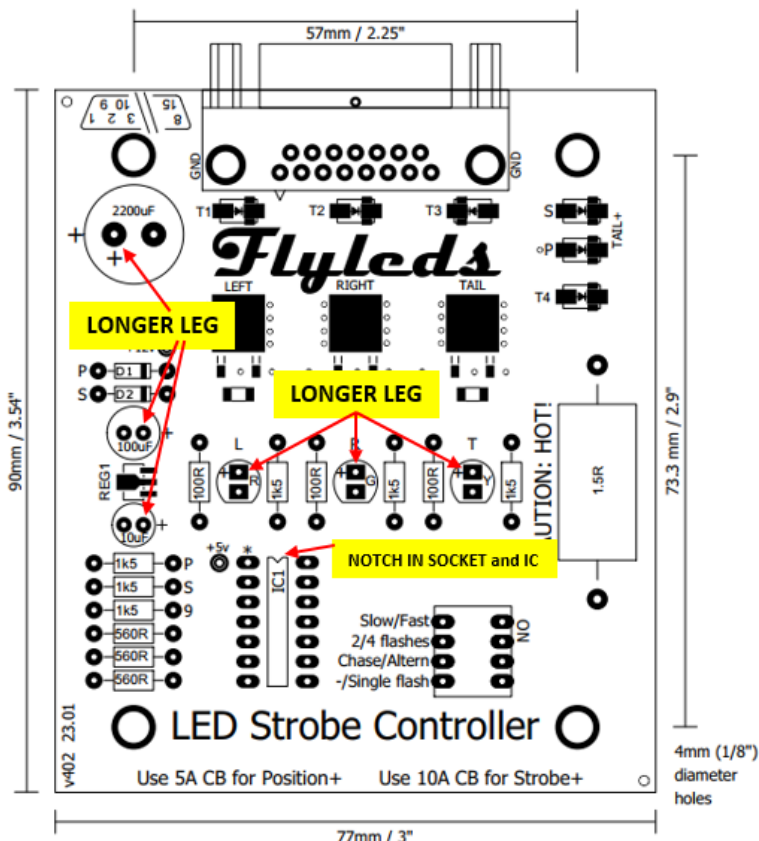 57mm / 2.25"
1 2 3
9 10
8
15
GND
GND
2200uF
+
+
T1
T2
T3
S
P
TAIL+
T4
Flyleds
LEFT
RIGHT
TAIL
LONGER LEG
P D1
S D2
LONGER LEG
CAUTION: HOT!
1.5R
100uF
+
REG1
10uF
+
L
R
T
100R
+
R
1k5
100R
+
G
1k5
100R
+
Y
1k5
90mm / 3.54"
73.3 mm / 2.9"
+5v
*
IC1
NOTCH IN SOCKET and IC
1k5 P
1k5 S
1k5 9
560R
560R
560R
Slow/Fast
2/4 flashes
Chase/Altern
-/Single flash
ON
LED Strobe Controller
v402 23.01
Use 5A CB for Position+
Use 10A CB for Strobe+
4mm (1/8")
diameter
holes
77mm / 3"